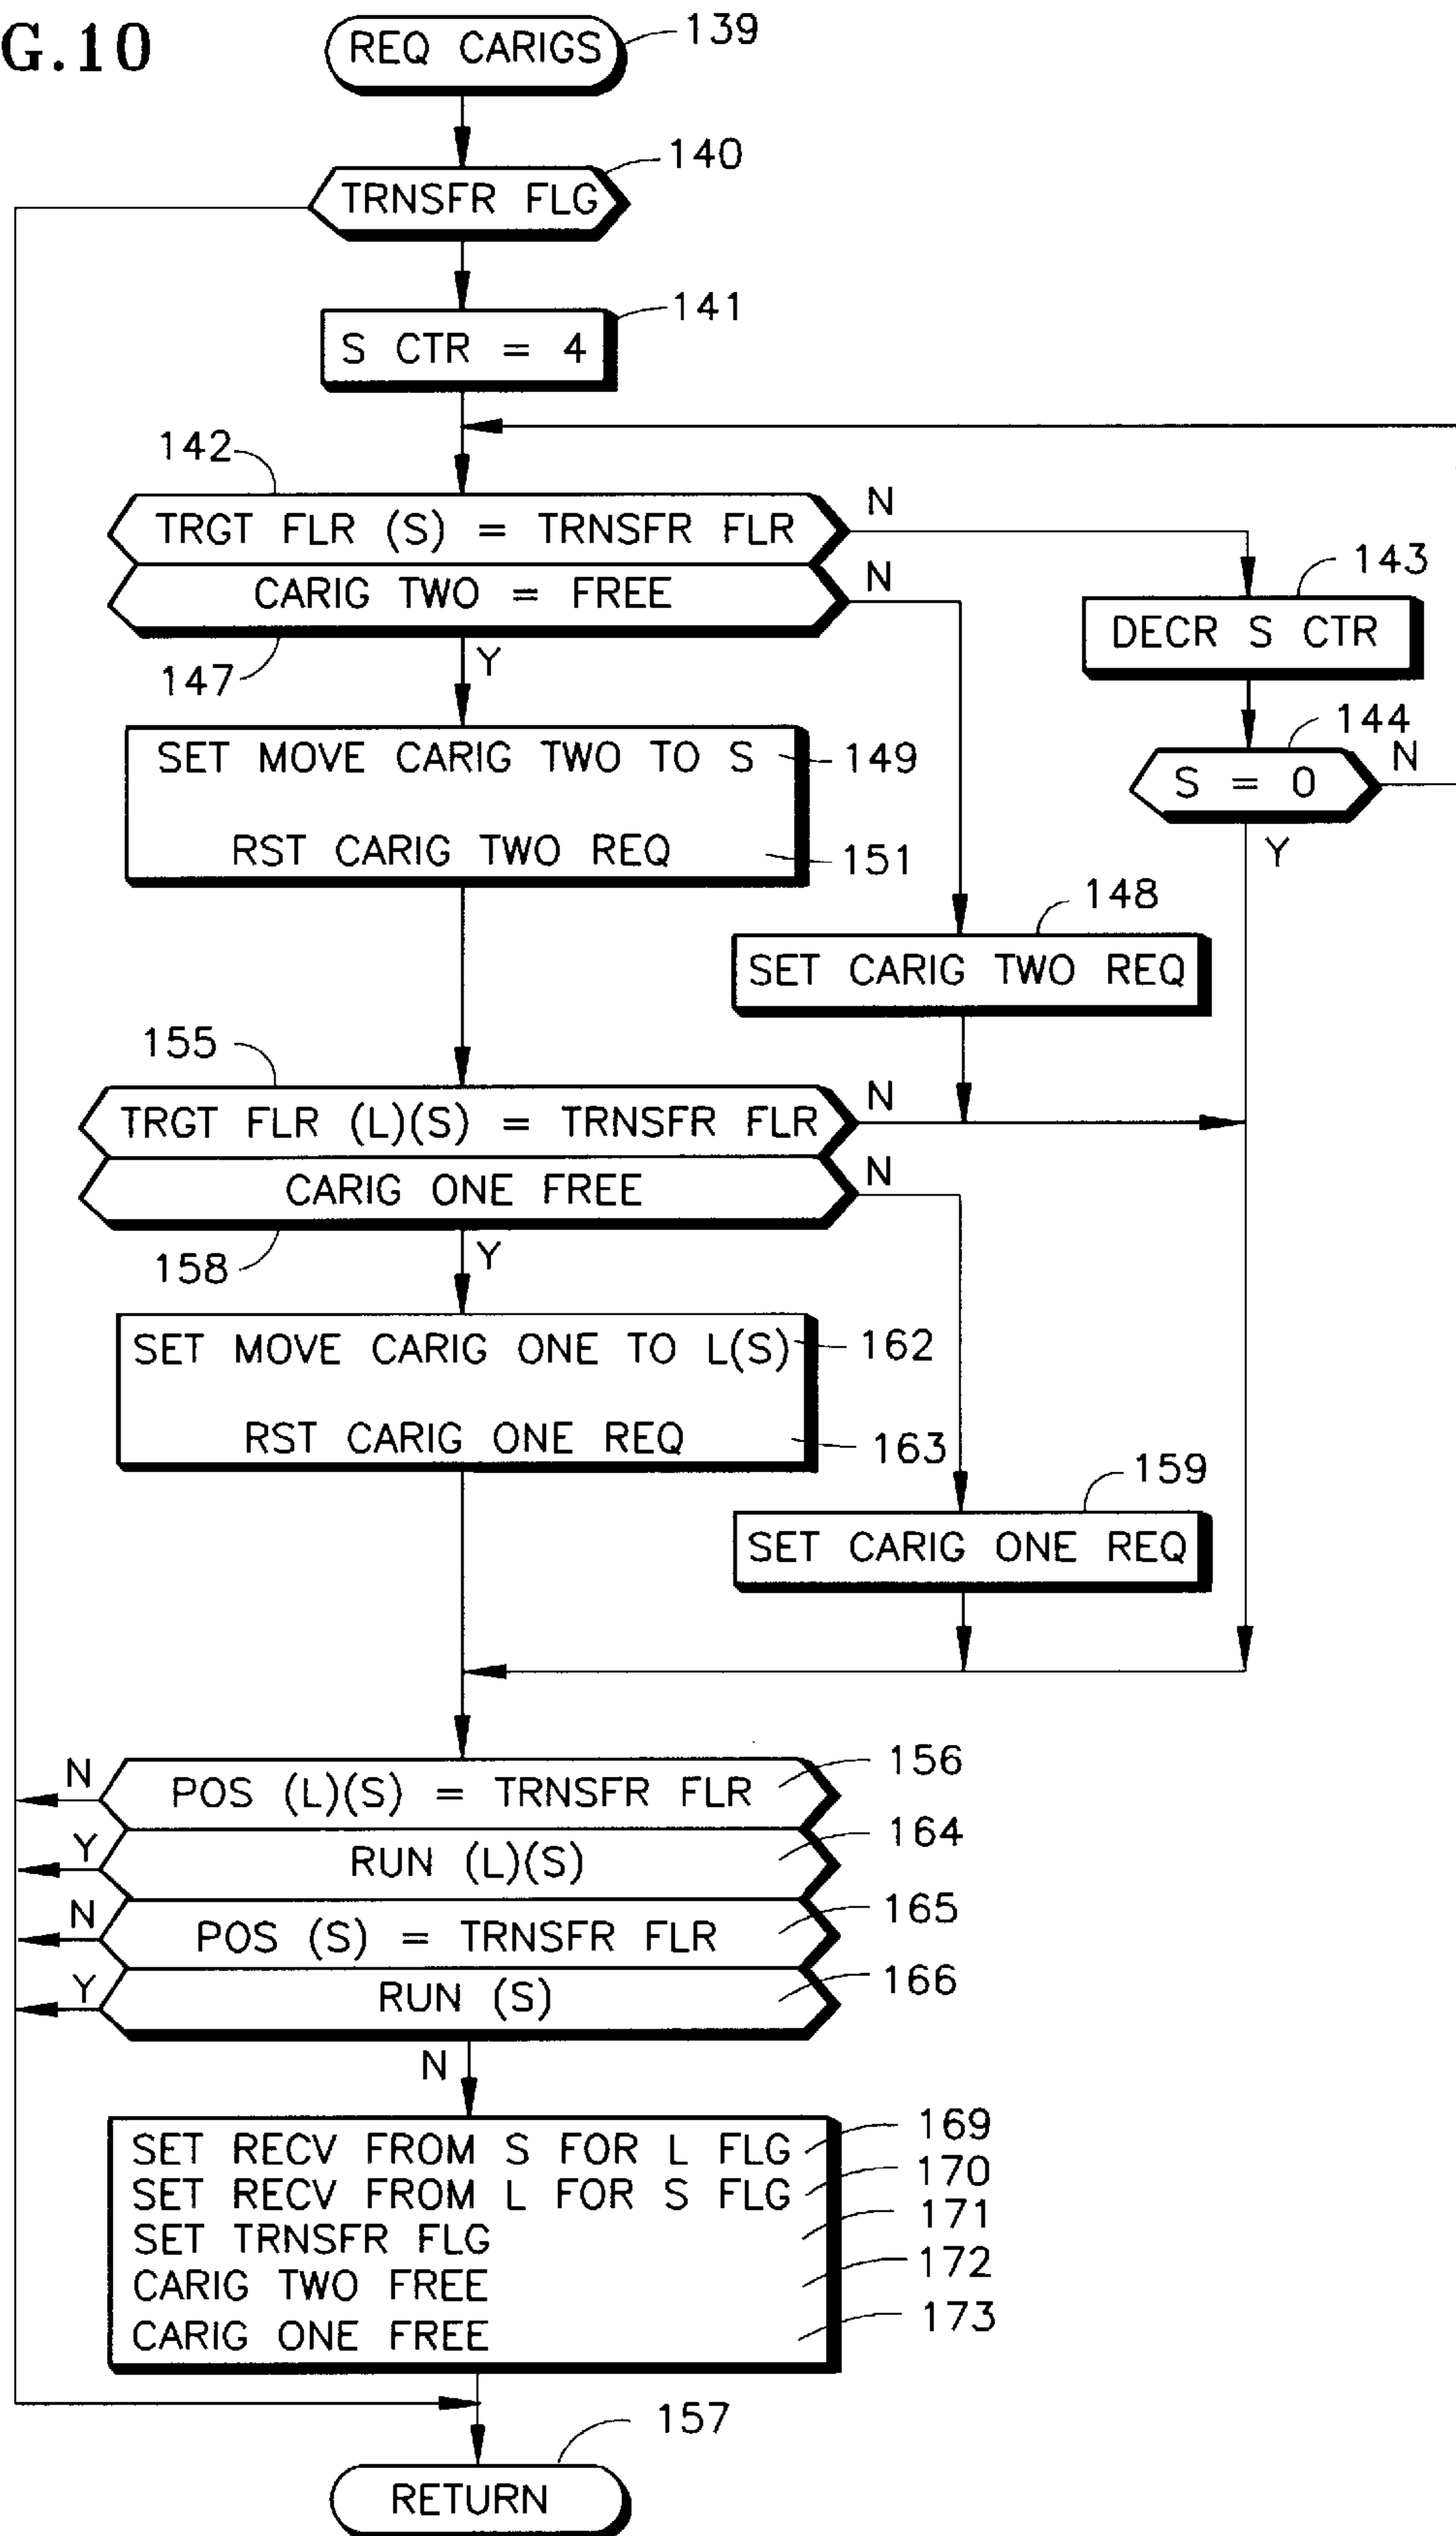 G.10
REQ CARIGS
139
TRNSFR FLG
140
S CTR = 4
141
142
TRGT FLR (S) = TRNSFR FLR
N
CARIG TWO = FREE
N
147
Y
143
DECR S CTR
144
S = 0
N
Y
SET MOVE CARIG TWO TO S
149
RST CARIG TWO REQ
151
148
SET CARIG TWO REQ
155
TRGT FLR (L)(S) = TRNSFR FLR
N
CARIG ONE FREE
N
158
Y
SET MOVE CARIG ONE TO L(S)
162
RST CARIG ONE REQ
163
159
SET CARIG ONE REQ
N
POS (L)(S) = TRNSFR FLR
156
Y
RUN (L)(S)
164
N
POS (S) = TRNSFR FLR
165
Y
RUN (S)
166
N
SET RECV FROM S FOR L FLG
169
SET RECV FROM L FOR S FLG
170
SET TRNSFR FLG
171
CARIG TWO FREE
172
CARIG ONE FREE
173
157
RETURN